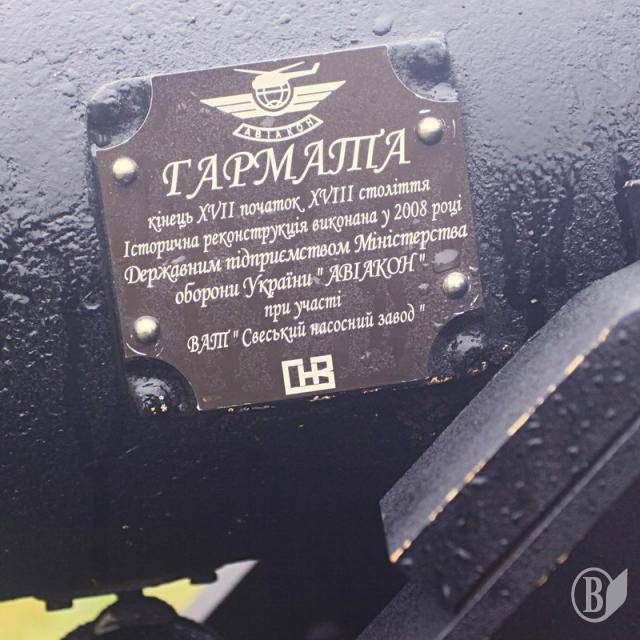 АВІАКОН
ГАРМАТА
кінець XVII початок XVIII століття
Історична реконструкція виконана у 2008 році
Державним підприємством Міністерства
оборони України "АВІАКОН"
при участі
ВАТ "Свеський насосний завод"
В